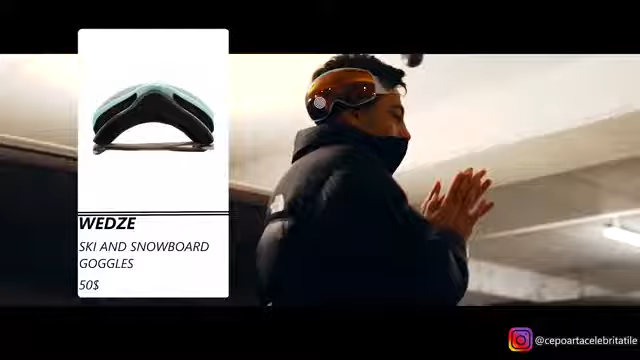 WEDZE
SKI AND SNOWBOARD
GOGGLES
50$
@cepoartacelebritatile